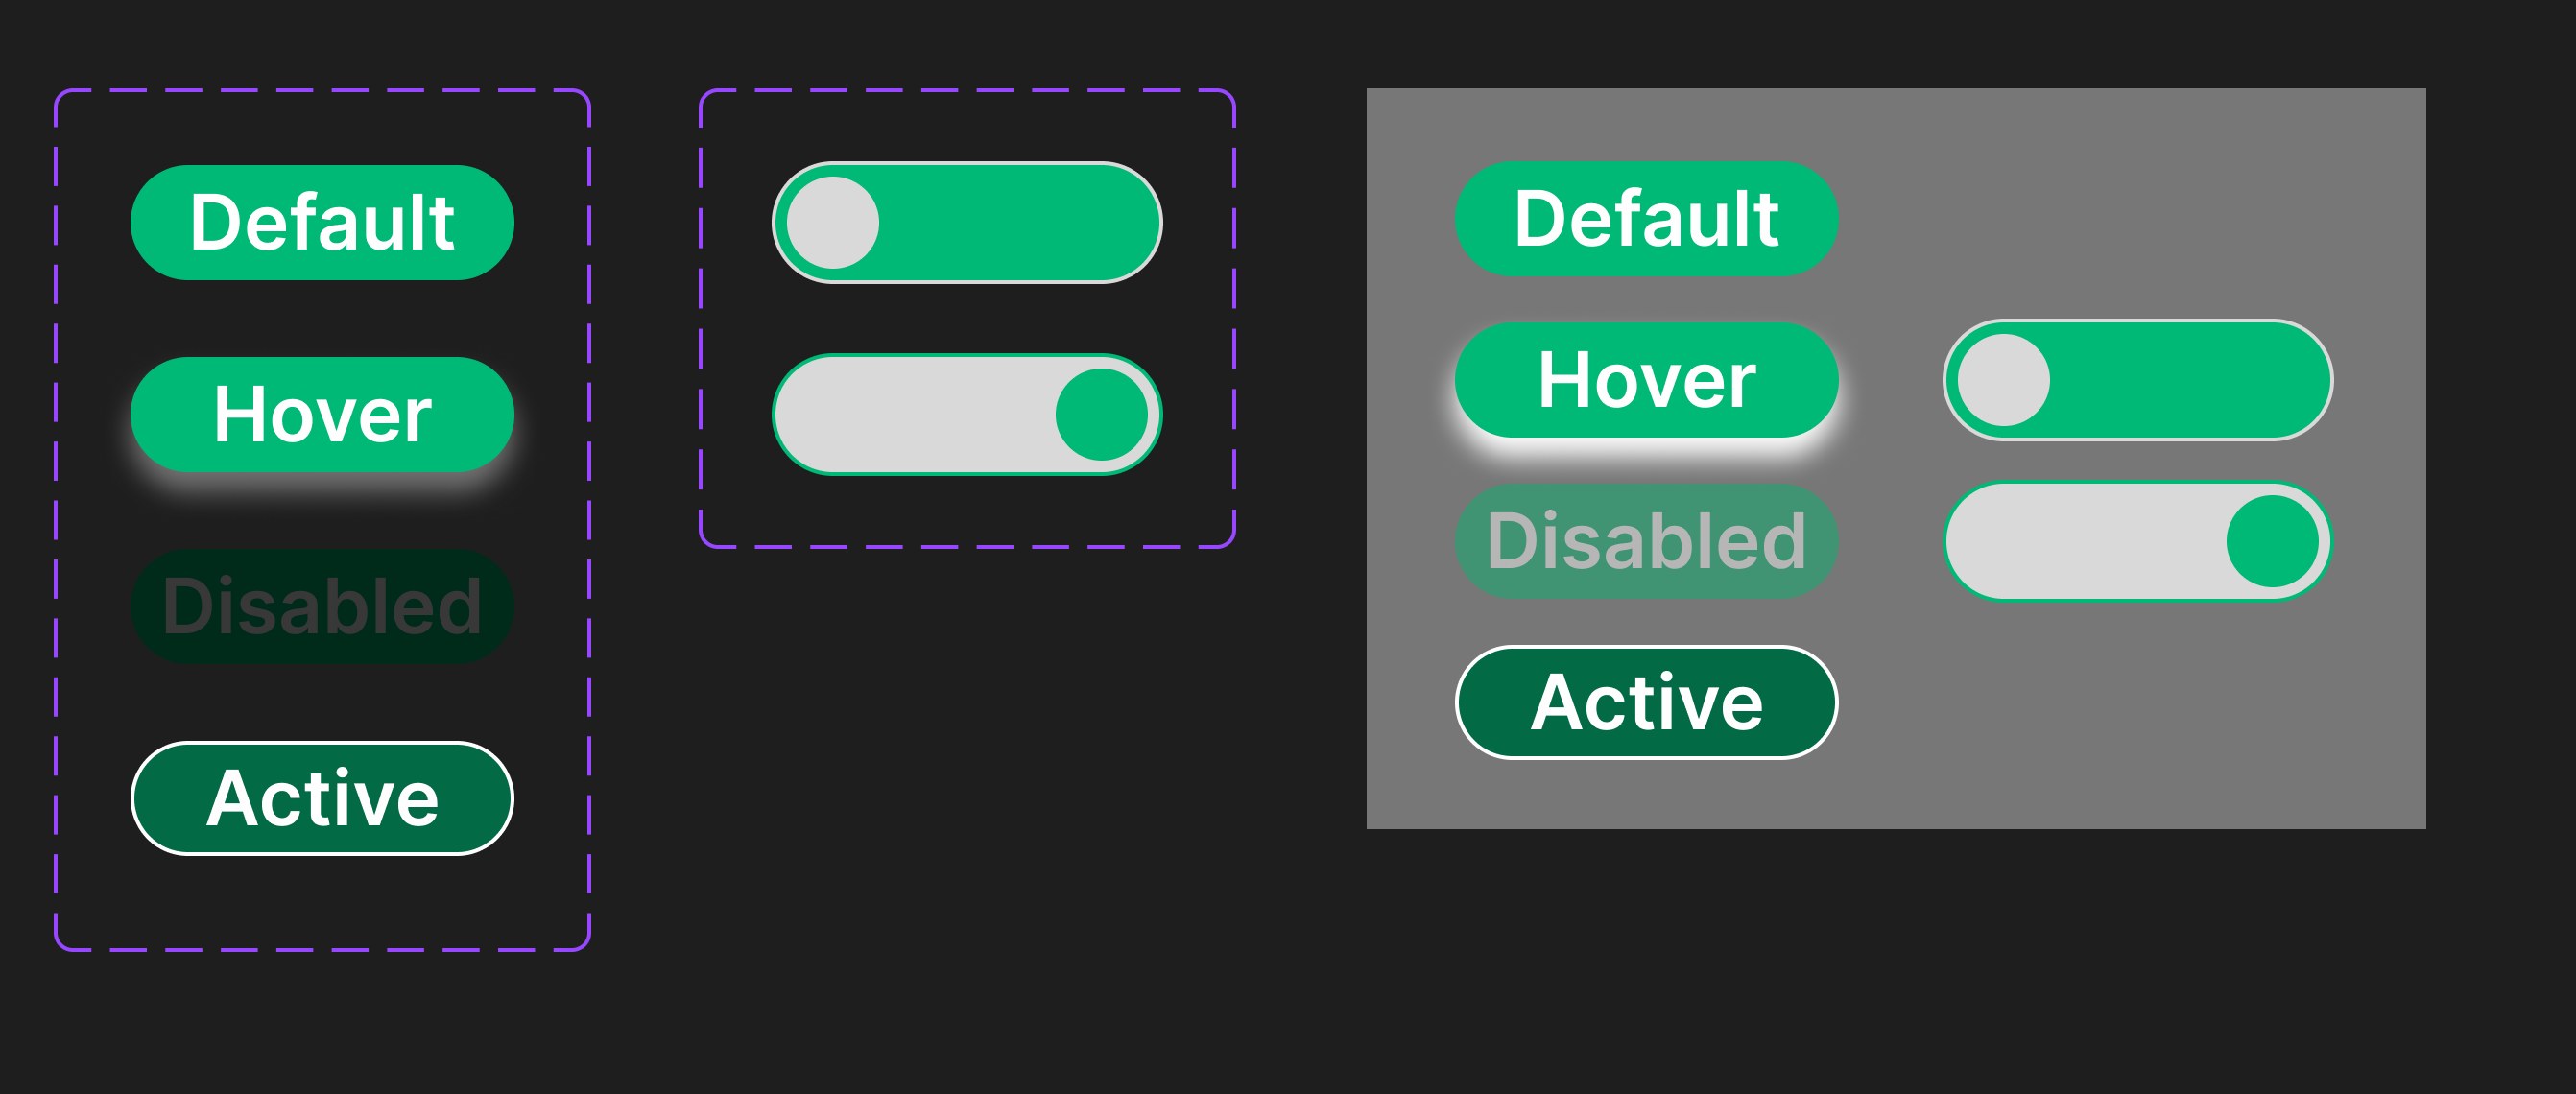 Default
Hover
Disabled
Active
Default
Hover
Disabled
Active